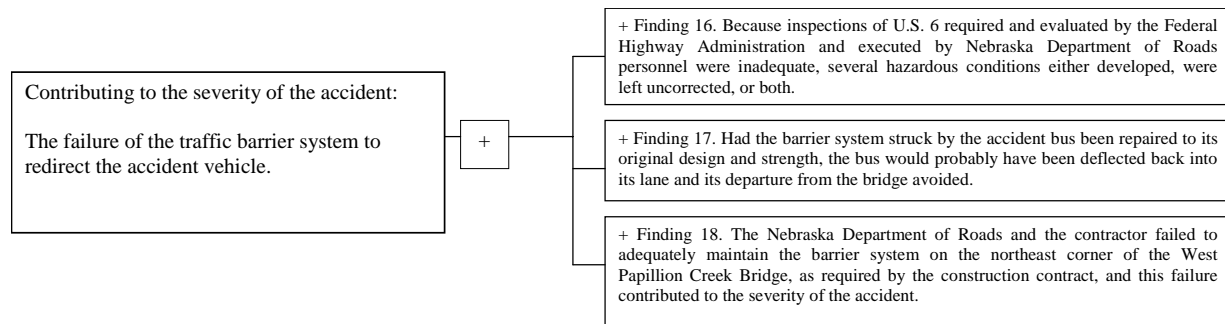 Contributing to the severity of the accident:
The failure of the traffic barrier system to
redirect the accident vehicle.
+
+ Finding 16. Because inspections of U.S. 6 required and evaluated by the Federal
Highway Administration and executed by Nebraska Department of Roads
personnel were inadequate, several hazardous conditions either developed, were
left uncorrected, or both.
+ Finding 17. Had the barrier system struck by the accident bus been repaired to its
original design and strength, the bus would probably have been deflected back into
its lane and its departure from the bridge avoided.
+ Finding 18. The Nebraska Department of Roads and the contractor failed to
adequately maintain the barrier system on the northeast corner of the West
Papillion Creek Bridge, as required by the construction contract, and this failure
contributed to the severity of the accident.